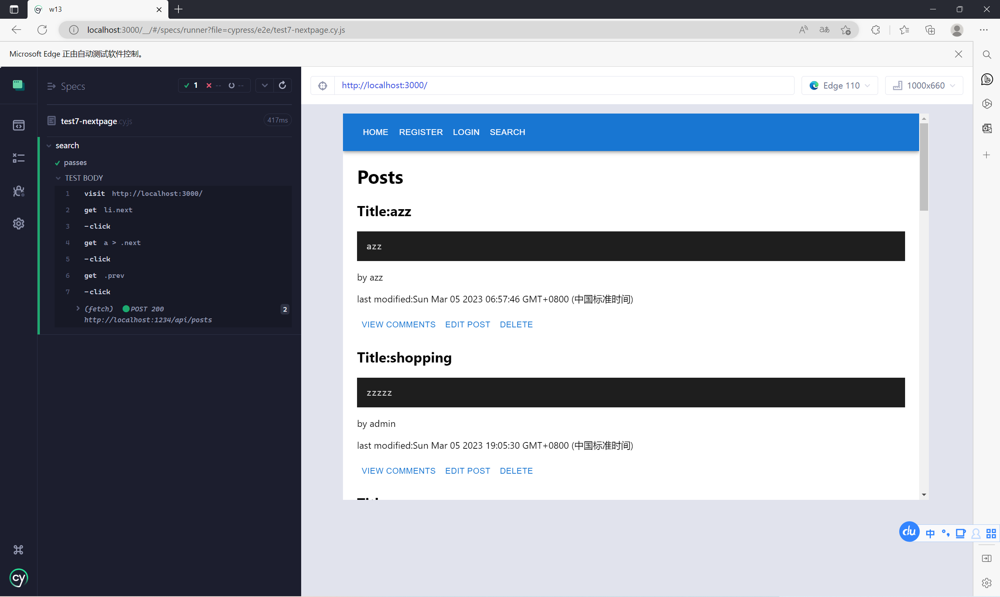 w13
localhost:3000/__/#/specs/runner?file=cypress/e2e/test7-nextpage.cy.js
Microsoft Edge 正由自动测试软件控制。
Specs
1 -- --
http://localhost:3000/
Edge 110
1000x660
test7-nextpage.cy.js
417ms
search
passes
TEST BODY
1 visit http://localhost:3000/
2 get li.next
3 -click
4 get a > .next
5 -click
6 get .prev
7 -click
(fetch) POST 200
2
http://localhost:1234/api/posts
HOME REGISTER LOGIN SEARCH
Posts
Title:azz
azz
by azz
last modified:Sun Mar 05 2023 06:57:46 GMT+0800 (中国标准时间)
VIEW COMMENTS EDIT POST DELETE
Title:shopping
zzzzz
by admin
last modified:Sun Mar 05 2023 19:05:30 GMT+0800 (中国标准时间)
VIEW COMMENTS EDIT POST DELETE
du 中
cy